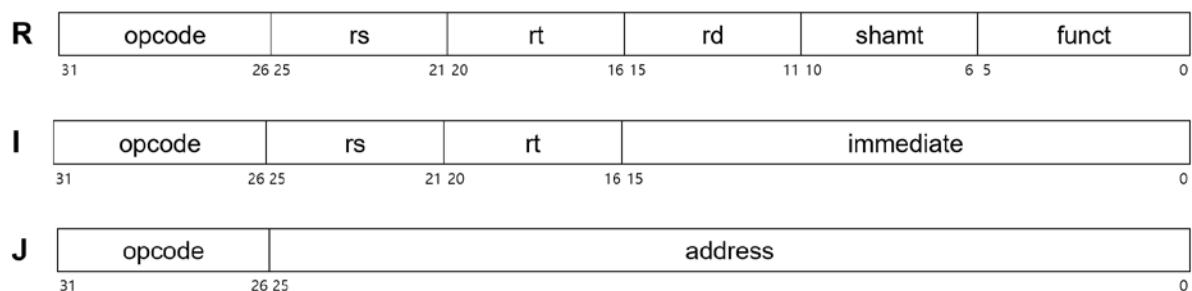 R opcode rs rt rd shamt funct
31 26 25 21 20 16 15 11 10 6 5 0
I opcode rs rt immediate
31 26 25 21 20 16 15 0
J opcode address
31 26 25 0